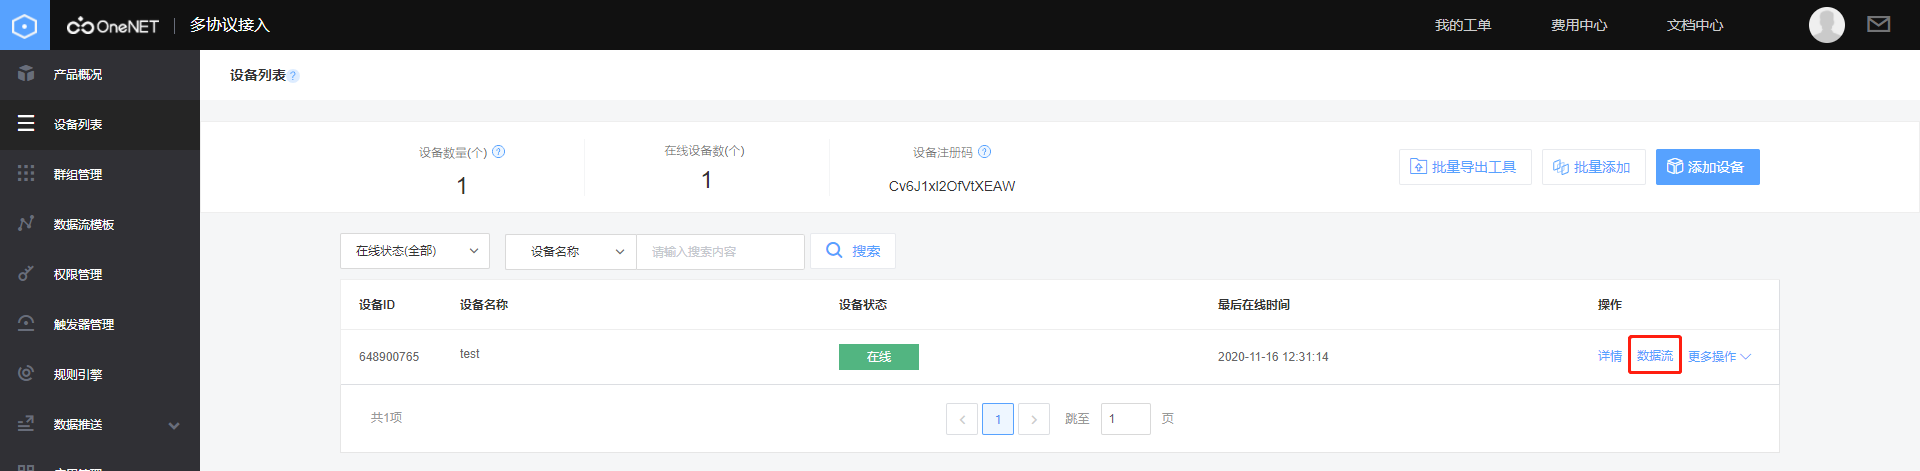 OneNET | 多协议接入
我的工单 费用中心 文档中心
产品概况
设备列表
群组管理
数据流模板
权限管理
触发器管理
规则引擎
数据推送
设备列表 ?
设备数量(个) ?
1
在线设备数(个)
1
设备注册码 ?
Cv6J1xI2OfVtXEAW
批量导出工具 批量添加 添加设备
在线状态(全部) 设备名称 请输入搜索内容 搜索
设备ID 设备名称 设备状态 最后在线时间 操作
648900765 test 在线 2020-11-16 12:31:14 详情 数据流 更多操作
共1项 < 1 > 跳至 1 页